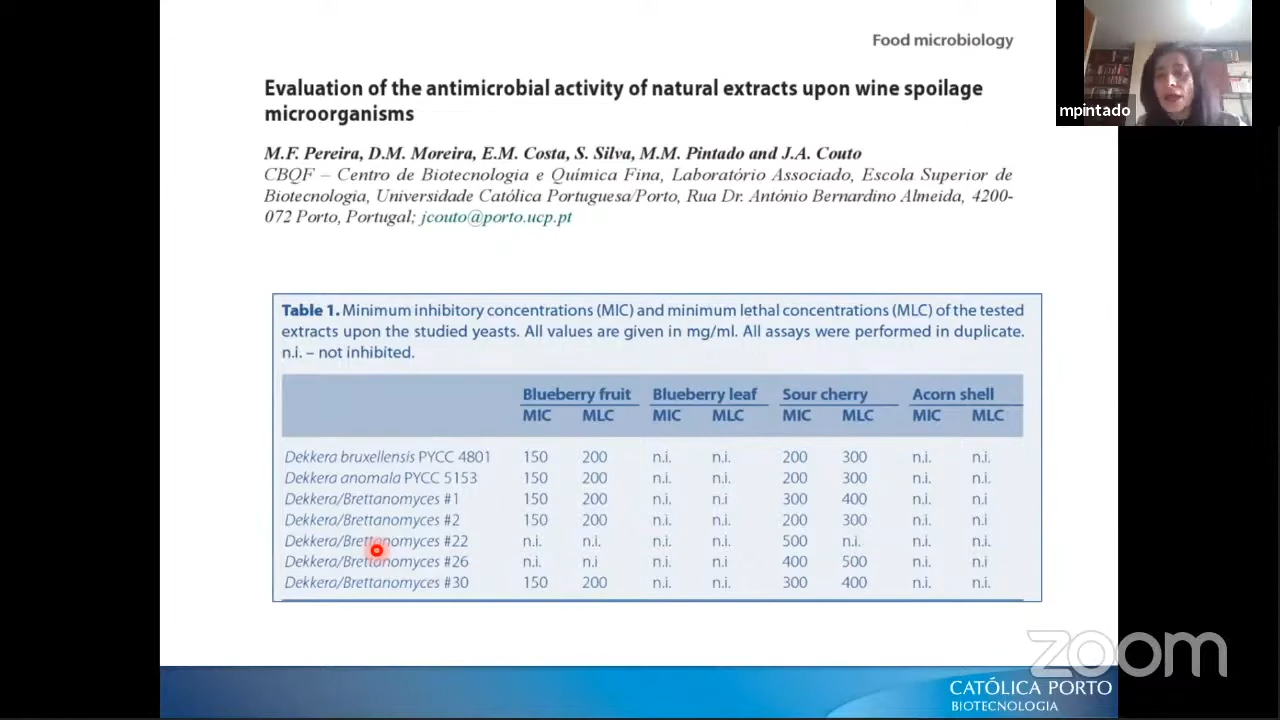 Food microbiology
mpintado
Evaluation of the antimicrobial activity of natural extracts upon wine spoilage
microorganisms
M.F. Pereira, D.M. Moreira, E.M. Costa, S. Silva, M.M. Pintado and J.A. Couto
CBQF – Centro de Biotecnologia e Química Fina, Laboratório Associado, Escola Superior de
Biotecnologia, Universidade Católica Portuguesa/Porto, Rua Dr. António Bernardino Almeida, 4200-
072 Porto, Portugal; jcouto@porto.ucp.pt
Table 1. Minimum inhibitory concentrations (MIC) and minimum lethal concentrations (MLC) of the tested
extracts upon the studied yeasts. All values are given in mg/ml. All assays were performed in duplicate.
n.i. – not inhibited.
Blueberry fruit Blueberry leaf Sour cherry Acorn shell
MIC MLC MIC MLC MIC MLC MIC MLC
Dekkera bruxellensis PYCC 4801 150 200 n.i. n.i. 200 300 n.i. n.i.
Dekkera anomala PYCC 5153 150 200 n.i. n.i. 200 300 n.i. n.i.
Dekkera/Brettanomyces #1 150 200 n.i. n.i 300 400 n.i. n.i
Dekkera/Brettanomyces #2 150 200 n.i. n.i. 200 300 n.i. n.i
Dekkera/Brettanomyces #22 n.i. n.i. n.i. n.i. 500 n.i. n.i. n.i.
Dekkera/Brettanomyces #26 n.i. n.i n.i. n.i 400 500 n.i. n.i
Dekkera/Brettanomyces #30 150 200 n.i. n.i. 300 400 n.i. n.i.
zoom
CATÓLICA PORTO
BIOTECNOLOGIA